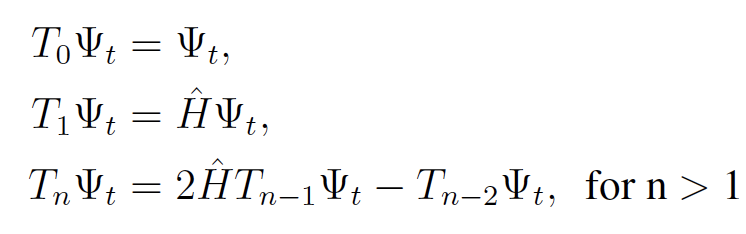 T₀Ψₜ = Ψₜ,
T₁Ψₜ = ĤΨₜ,
TₙΨₜ = 2ĤTₙ₋₁Ψₜ − Tₙ₋₂Ψₜ, for n > 1